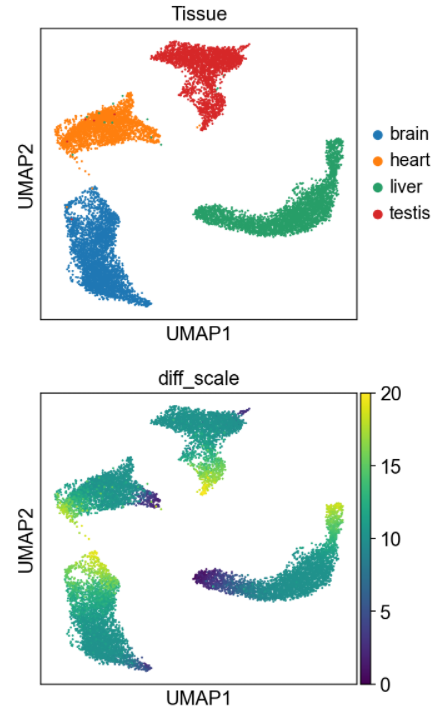 Tissue
UMAP2
brain
heart
liver
testis
UMAP1
diff_scale
UMAP2
20
15
10
5
0
UMAP1